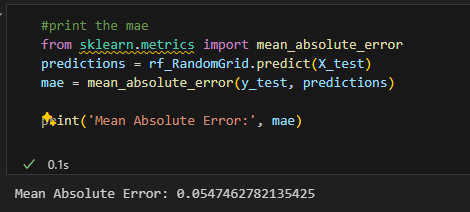 #print the mae
from sklearn.metrics import mean_absolute_error
predictions = rf_RandomGrid.predict(X_test)
mae = mean_absolute_error(y_test, predictions)
print('Mean Absolute Error:', mae)
0.1s
Mean Absolute Error: 0.0547462782135425